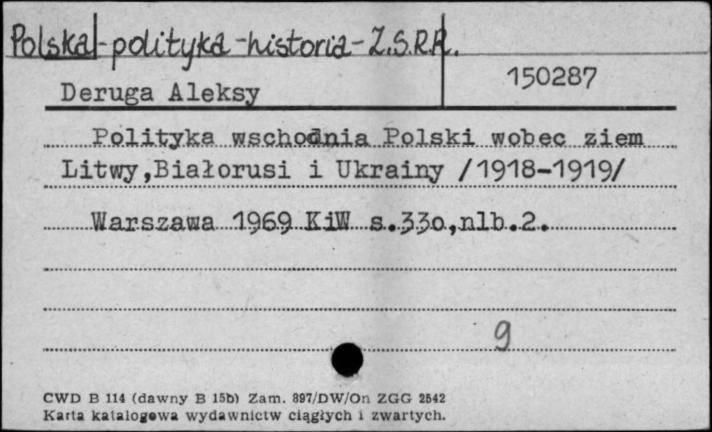 Polska - polityka - historia - Z.S.R.R.
150287
Deruga Aleksy
Polityka wschodnia Polski wobec ziem
Litwy,Białorusi i Ukrainy /1918-1919/
Warszawa 1969 KiW s.33o,nlb.2.
9
CWD B 114 (dawny B 15b) Zam. 897/DW/On ZGG 2542
Karta katalogowa wydawnictw ciągłych i zwartych.